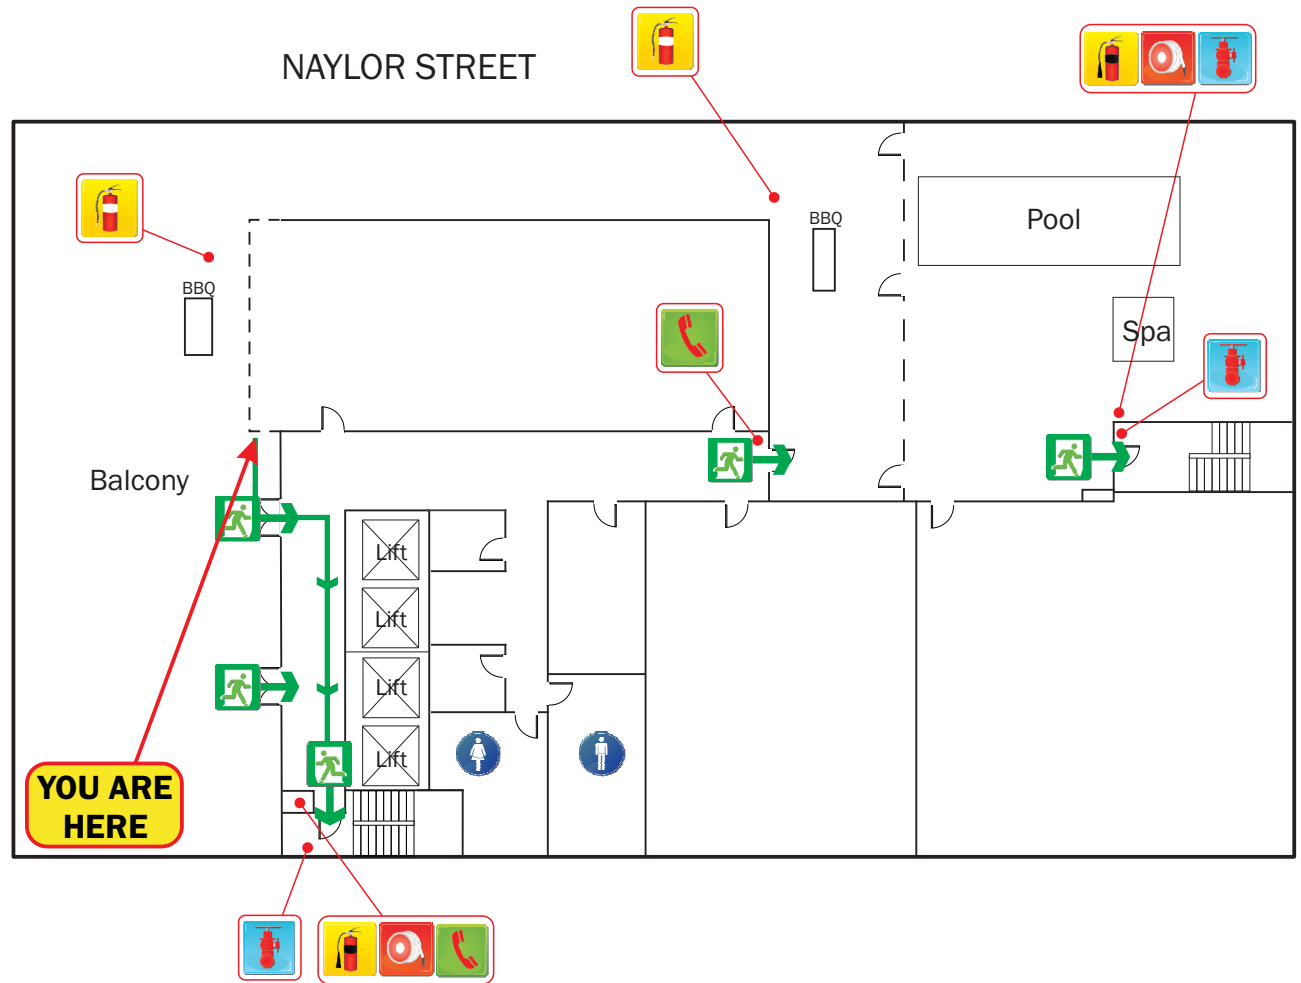 NAYLOR STREET
BBQ
Pool
BBQ
Spa
Balcony
Lift
Lift
Lift
Lift
YOU ARE
HERE